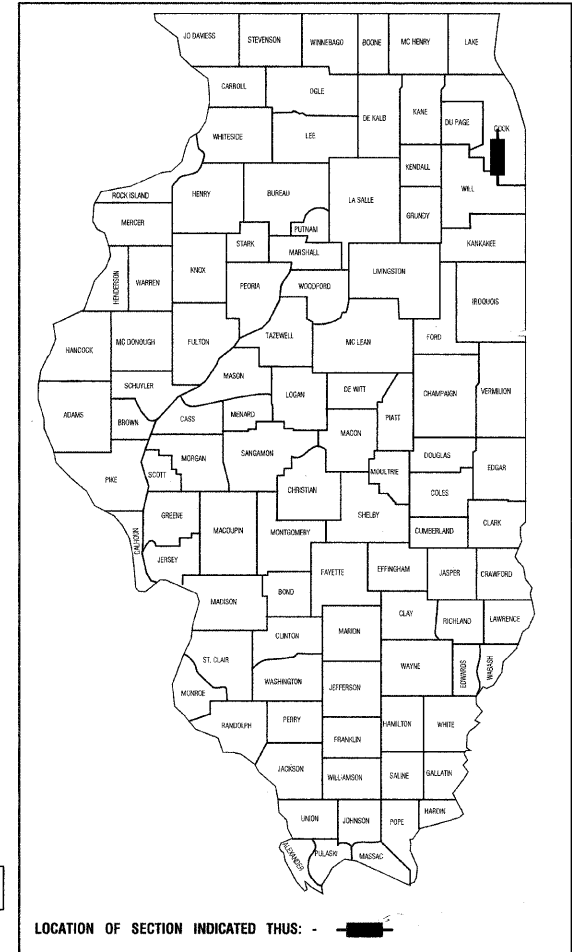 JO DAVIESS STEVENSON WINNEBAGO BOONE MC HENRY LAKE
CARROLL OGLE DE KALB KANE DU PAGE COOK
WHITESIDE LEE KENDALL WILL
ROCK ISLAND HENRY BUREAU LA SALLE GRUNDY
MERCER PUTNAM KANKAKEE
STARK MARSHALL
HENDERSON WARREN KNOX PEORIA WOODFORD LIVINGSTON IROQUOIS
HANCOCK MC DONOUGH FULTON TAZEWELL MC LEAN FORD
MASON
SCHUYLER LOGAN DE WITT CHAMPAIGN VERMILION
ADAMS BROWN CASS MENARD PIATT
MACON
MORGAN SANGAMON DOUGLAS
PIKE SCOTT MOULTRIE EDGAR
CHRISTIAN COLES
GREENE MACOUPIN SHELBY
CALHOUN MONTGOMERY CUMBERLAND CLARK
JERSEY FAYETTE EFFINGHAM JASPER CRAWFORD
MADISON BOND
CLAY RICHLAND LAWRENCE
CLINTON MARION
ST. CLAIR WAYNE EDWARDS WABASH
WASHINGTON JEFFERSON
MONROE
RANDOLPH PERRY HAMILTON WHITE
FRANKLIN
JACKSON WILLIAMSON SALINE GALLATIN
UNION JOHNSON POPE HARDIN
ALEXANDER PULASKI MASSAC
LOCATION OF SECTION INDICATED THUS: -